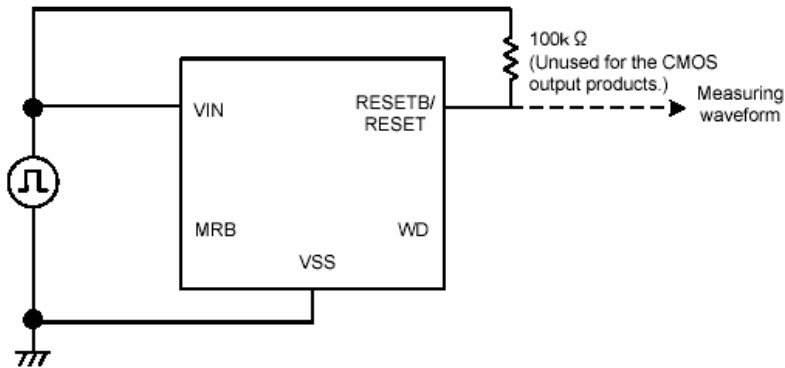 100k Ω
(Unused for the CMOS
output products.)
Measuring
waveform
VIN
RESETB/
RESET
MRB
WD
VSS